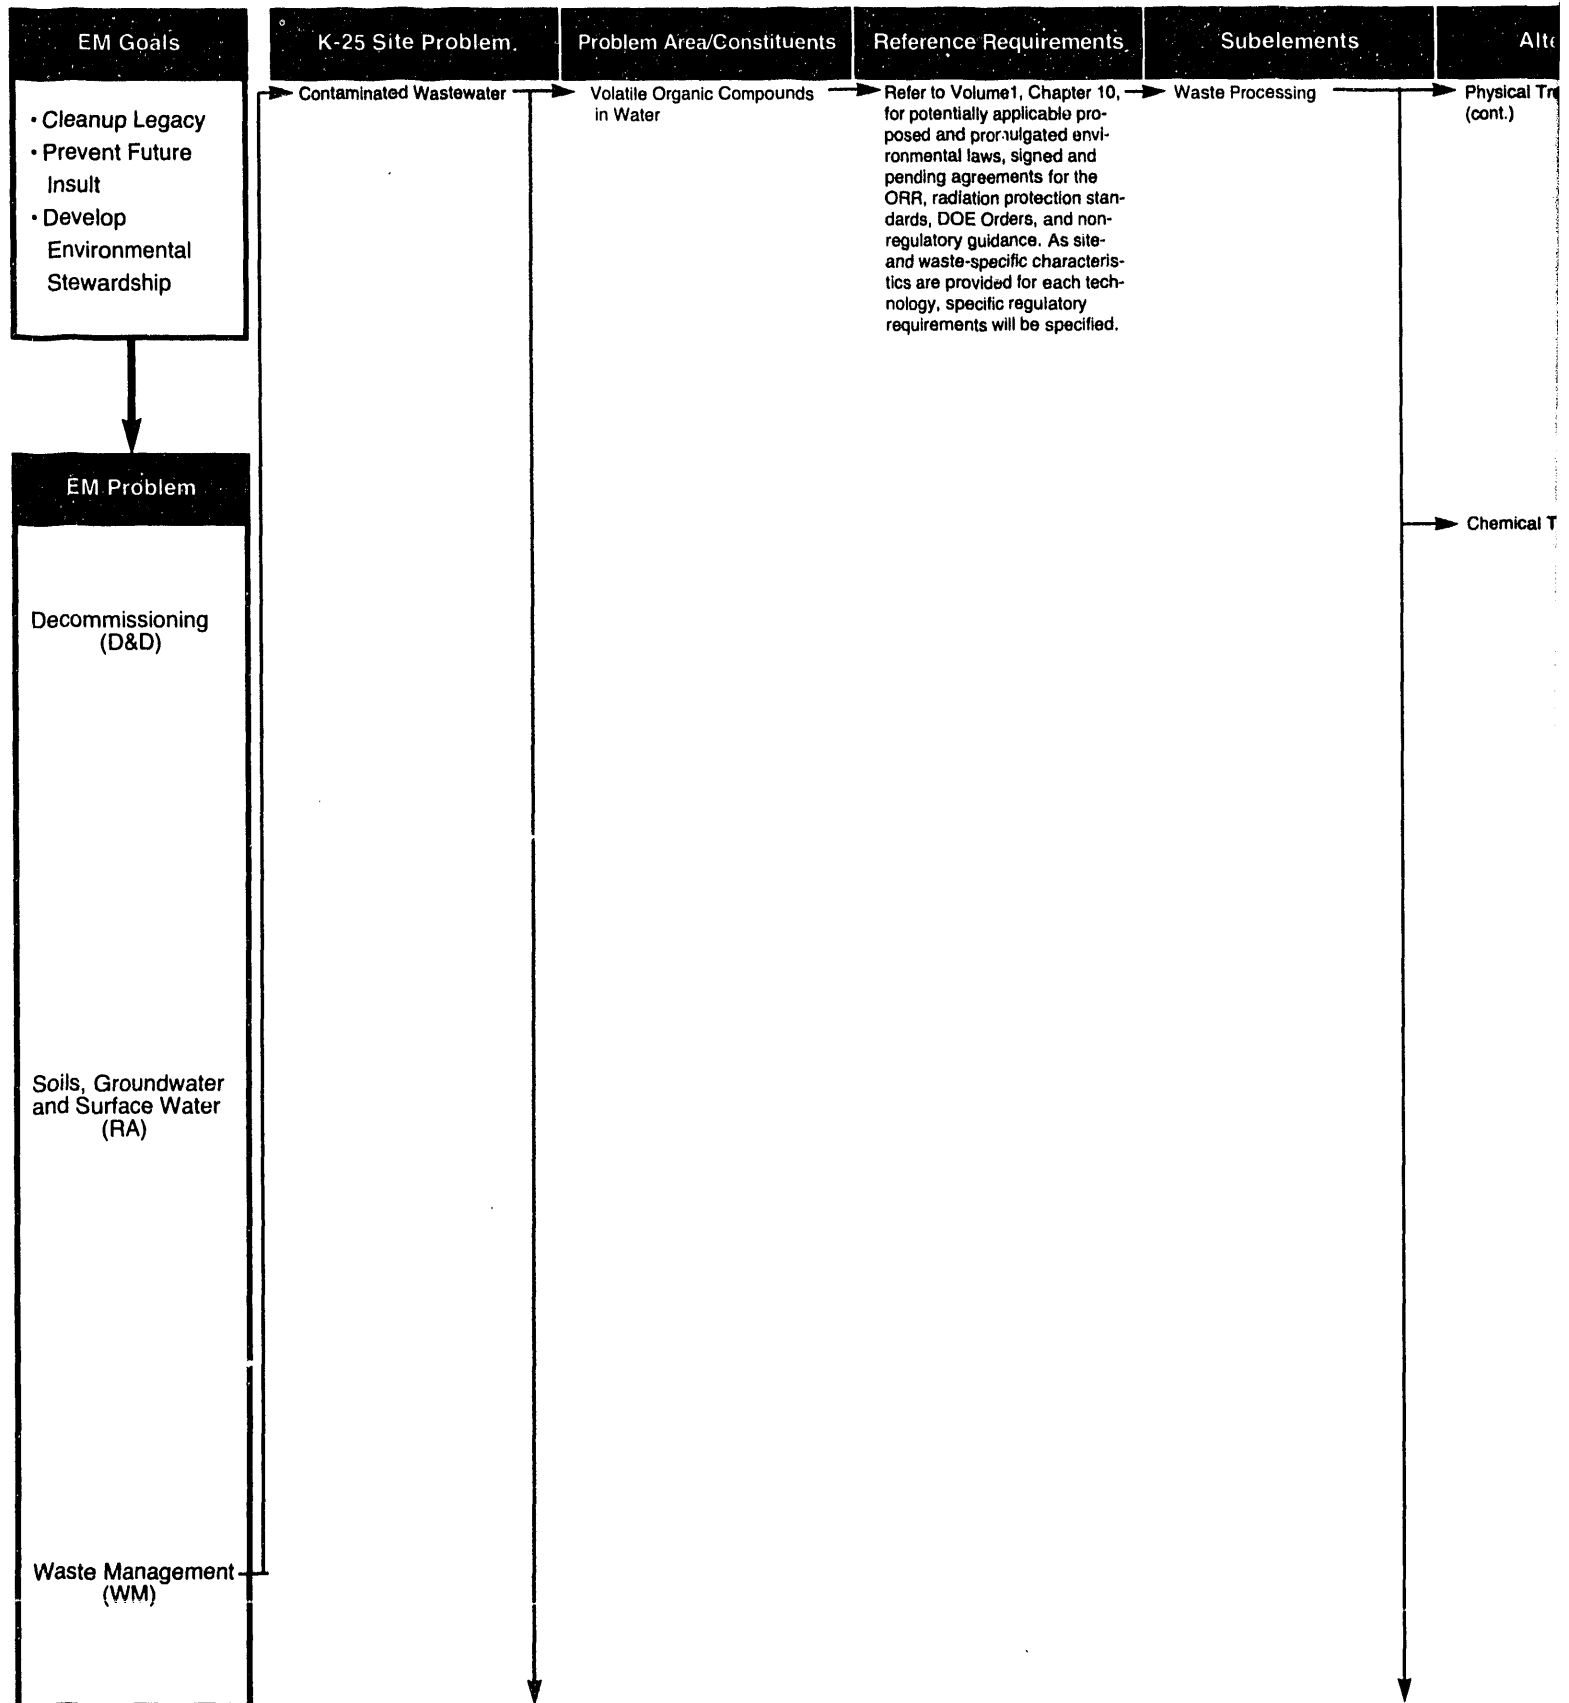 EM Goals
K-25 Site Problem
Problem Area/Constituents
Reference Requirements
Subelements
• Cleanup Legacy
• Prevent Future
Insult
• Develop
Environmental
Stewardship
Contaminated Wastewater
Volatile Organic Compounds
in Water
Refer to Volume1, Chapter 10,
for potentially applicable pro-
posed and promulgated envi-
ronmental laws, signed and
pending agreements for the
ORR, radiation protection stan-
dards, DOE Orders, and non-
regulatory guidance. As site-
and waste-specific characteris-
tics are provided for each tech-
nology, specific regulatory
requirements will be specified.
Waste Processing
Physical
(cont.)
Chemical T
EM Problem
Decommissioning
(D&D)
Soils, Groundwater
and Surface Water
(RA)
Waste Management
(WM)